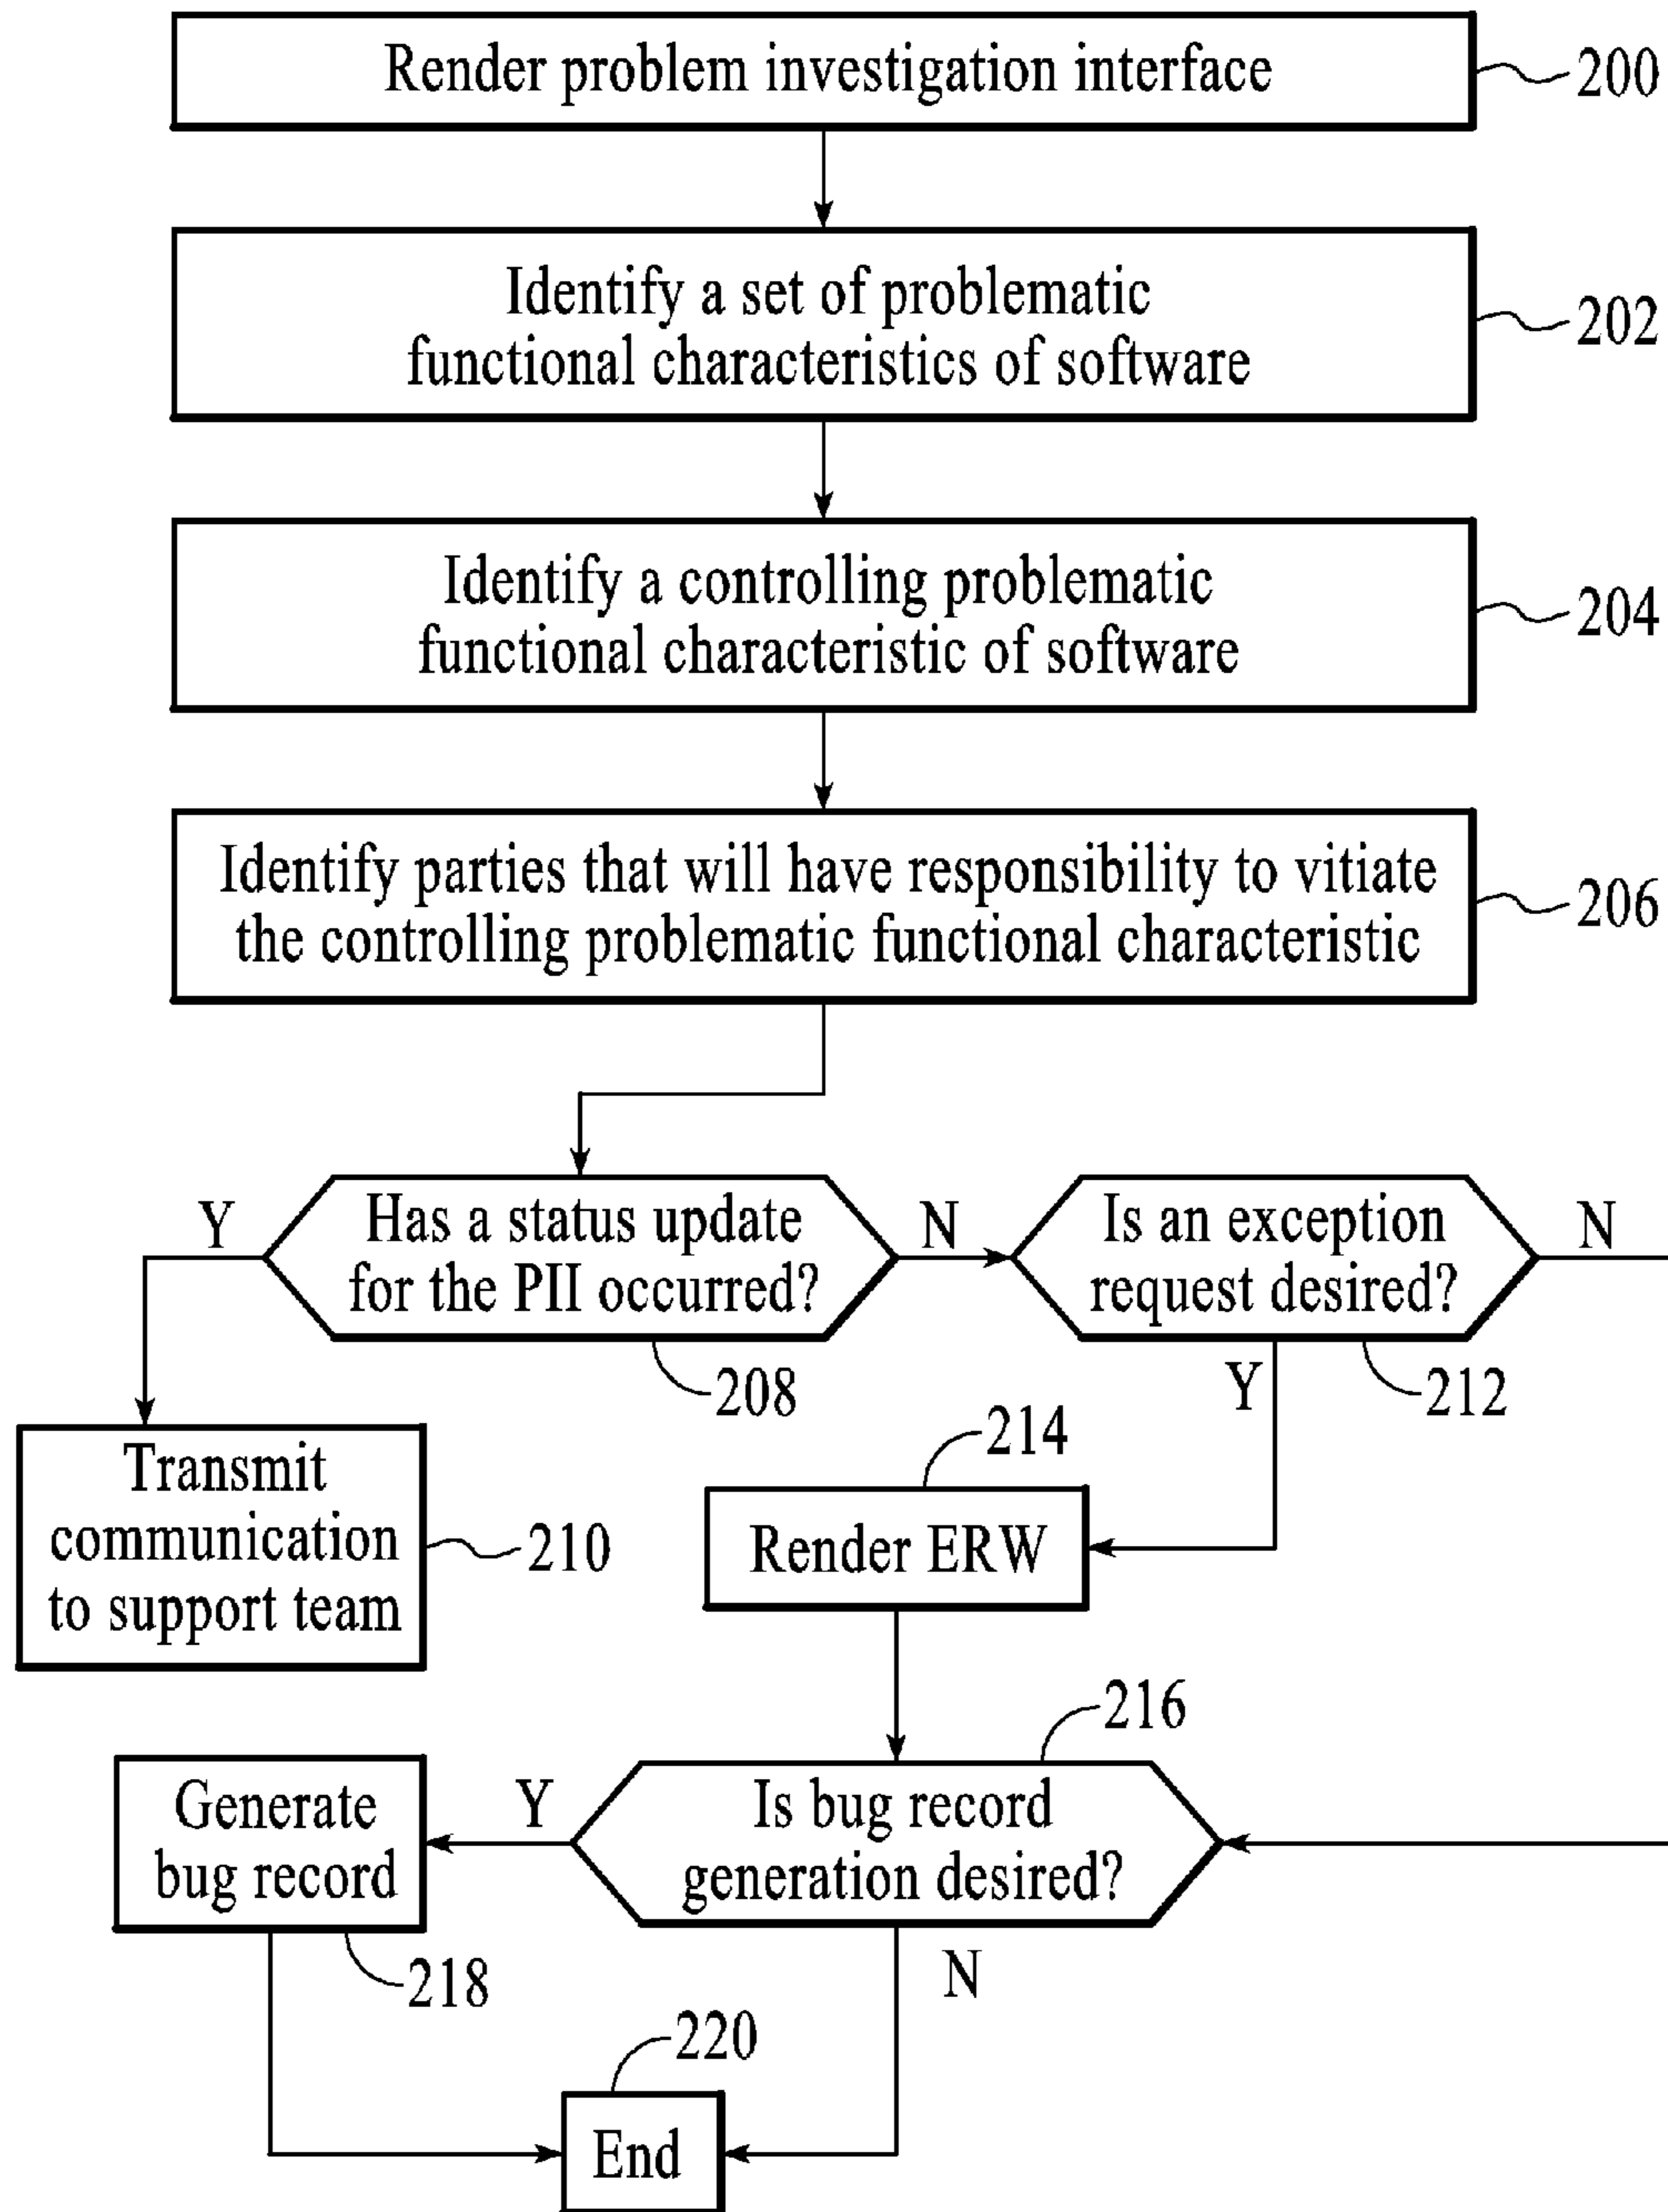 Render problem investigation interface
200
Identify a set of problematic
functional characteristics of software
202
Identify a controlling problematic
functional characteristic of software
204
Identify parties that will have responsibility to vitiate
the controlling problematic functional characteristic
206
Y
Has a status update
for the PII occurred?
N
208
Is an exception
request desired?
N
Y
212
Transmit
communication
to support team
210
214
Render ERW
216
Is bug record
generation desired?
Y
N
Generate
bug record
218
220
End